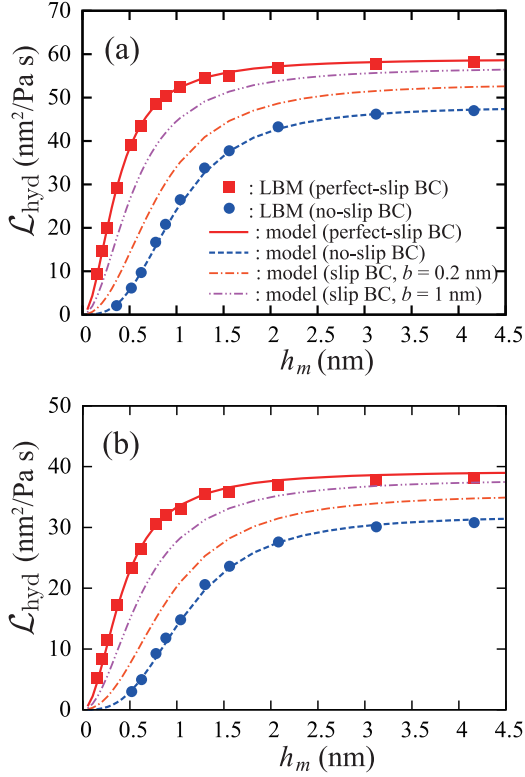 (a)
ℒhyd (nm²/Pa s)
70
60
50
40
30
20
10
0
: LBM (perfect-slip BC)
: LBM (no-slip BC)
: model (perfect-slip BC)
: model (no-slip BC)
: model (slip BC, b = 0.2 nm)
: model (slip BC, b = 1 nm)
0 0.5 1 1.5 2 2.5 3 3.5 4 4.5
hm (nm)
(b)
ℒhyd (nm²/Pa s)
50
40
30
20
10
0
0 0.5 1 1.5 2 2.5 3 3.5 4 4.5
hm (nm)